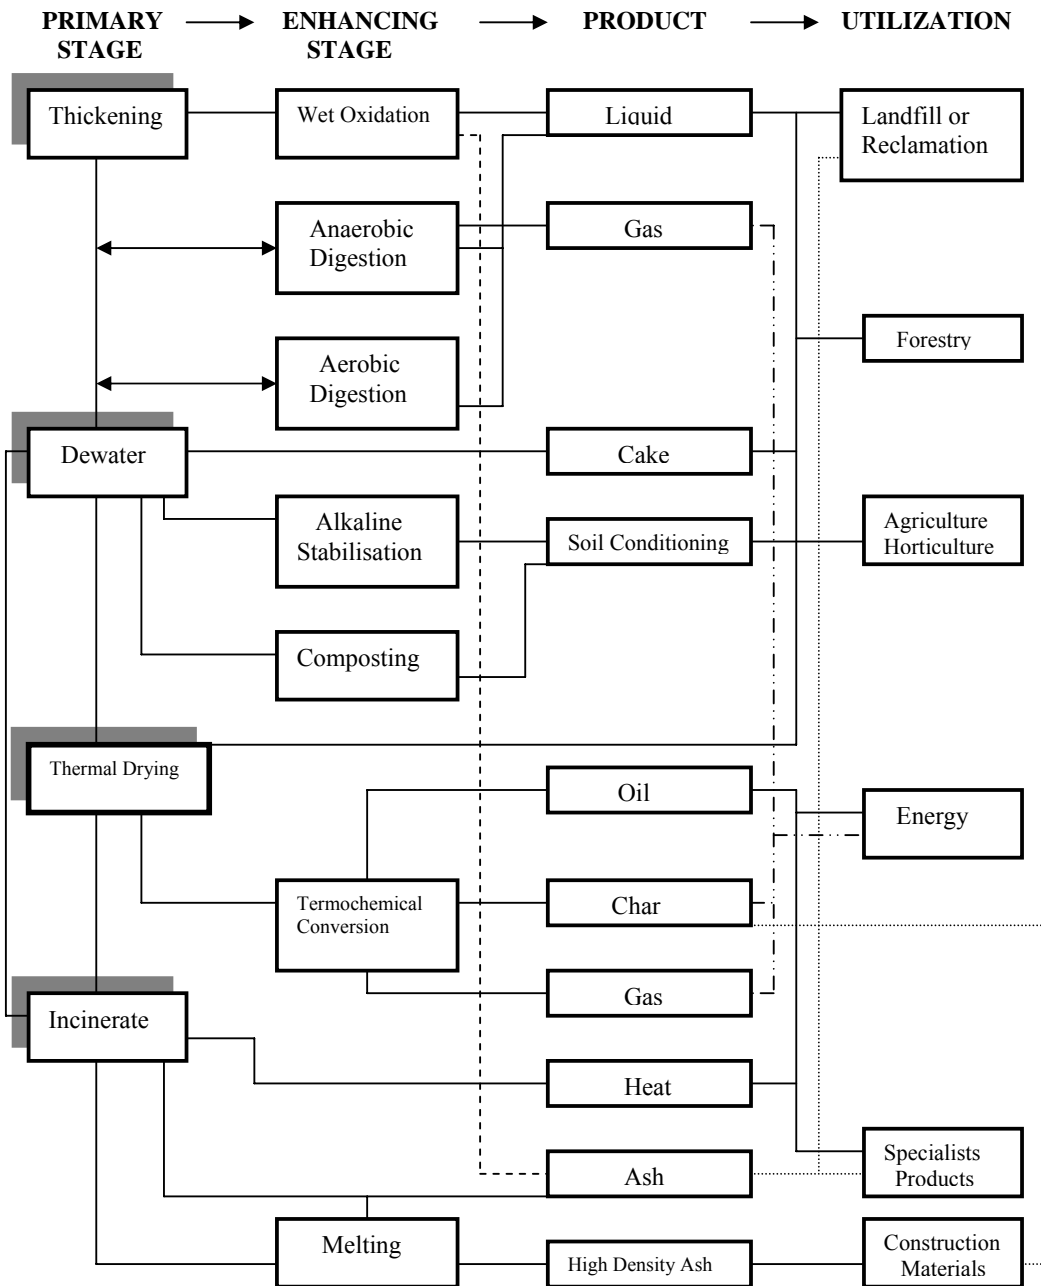 PRIMARY
STAGE
ENHANCING
STAGE
PRODUCT
UTILIZATION
Thickening
Wet Oxidation
Liquid
Landfill or
Reclamation
Anaerobic
Digestion
Gas
Forestry
Aerobic
Digestion
Dewater
Cake
Alkaline
Stabilisation
Soil Conditioning
Agriculture
Horticulture
Composting
Thermal Drying
Oil
Energy
Termochemical
Conversion
Char
Gas
Incinerate
Heat
Ash
Specialists
Products
Melting
High Density Ash
Construction
Materials